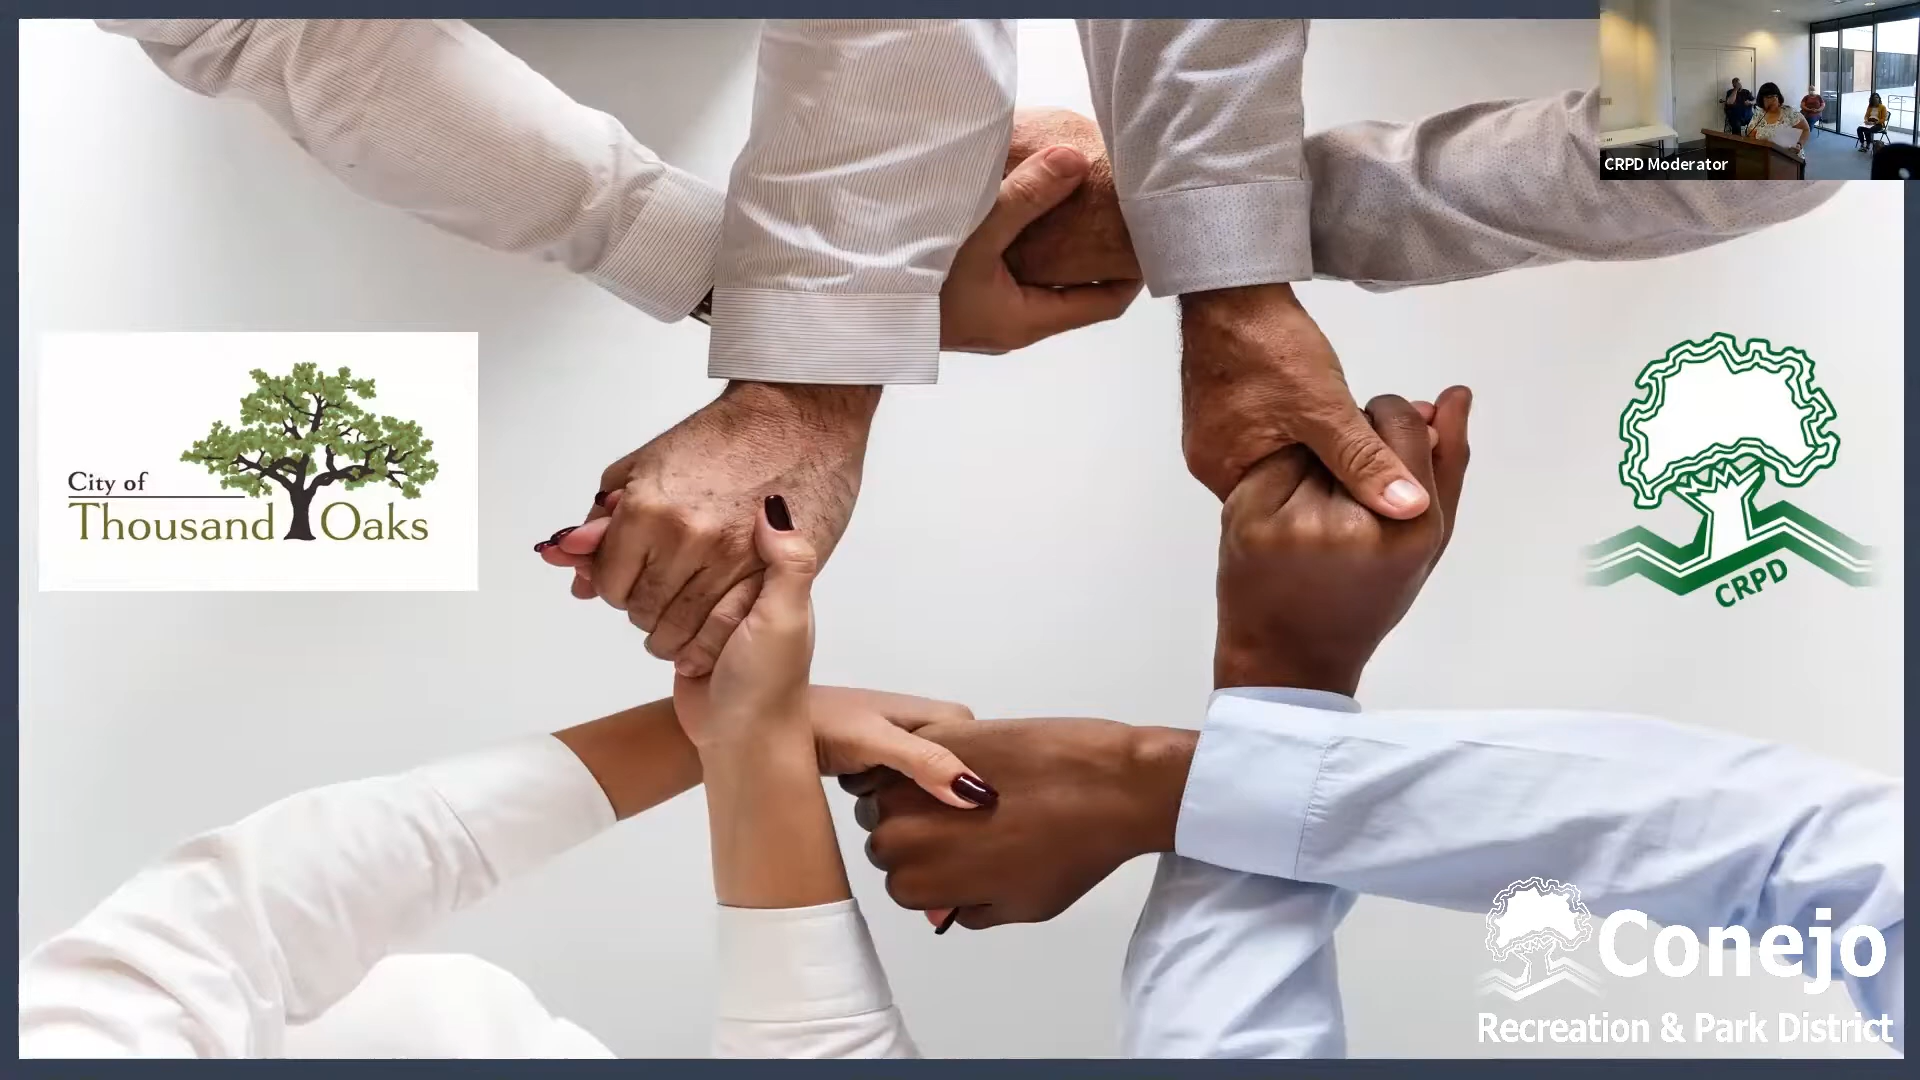 CRPD Moderator
City of
Thousand Oaks
CRPD
Conejo
Recreation & Park District